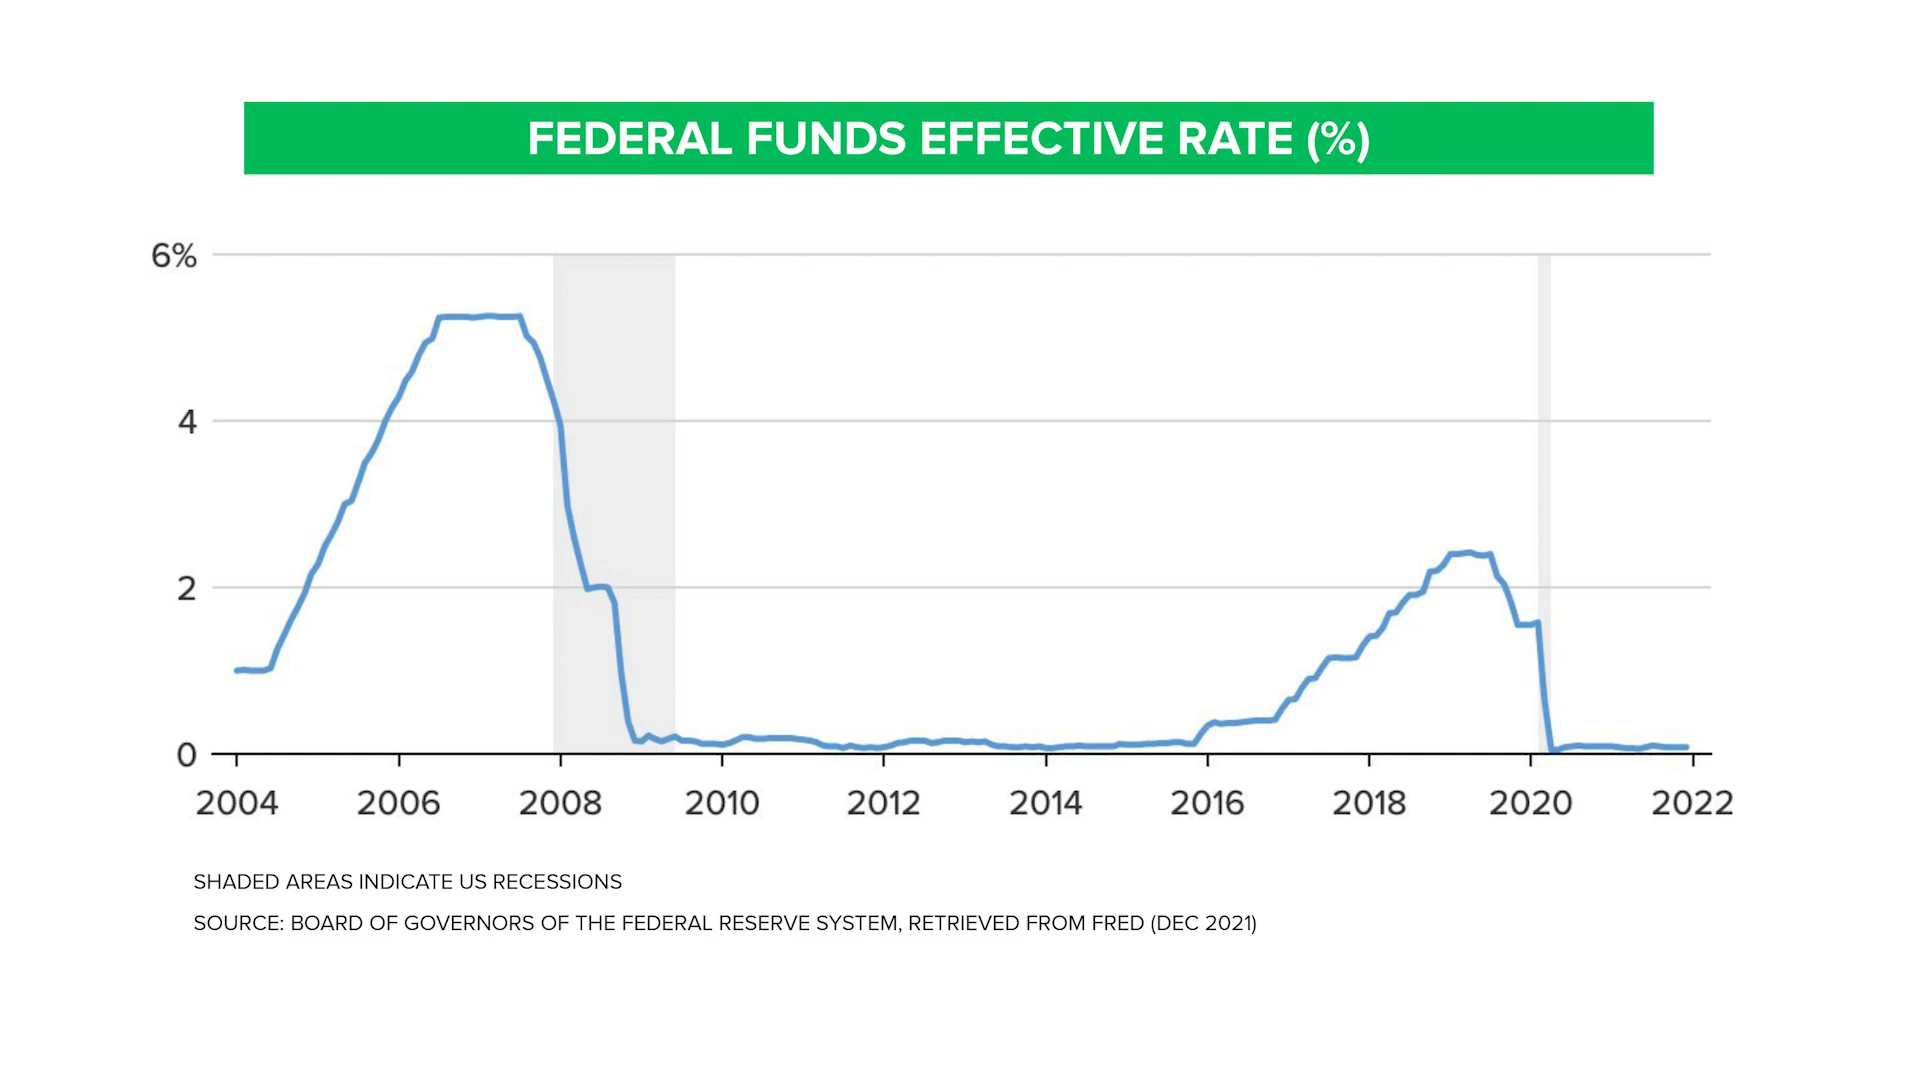 FEDERAL FUNDS EFFECTIVE RATE (%)
6%
4
2
0
2004 2006 2008 2010 2012 2014 2016 2018 2020 2022
SHADED AREAS INDICATE US RECESSIONS
SOURCE: BOARD OF GOVERNORS OF THE FEDERAL RESERVE SYSTEM, RETRIEVED FROM FRED (DEC 2021)